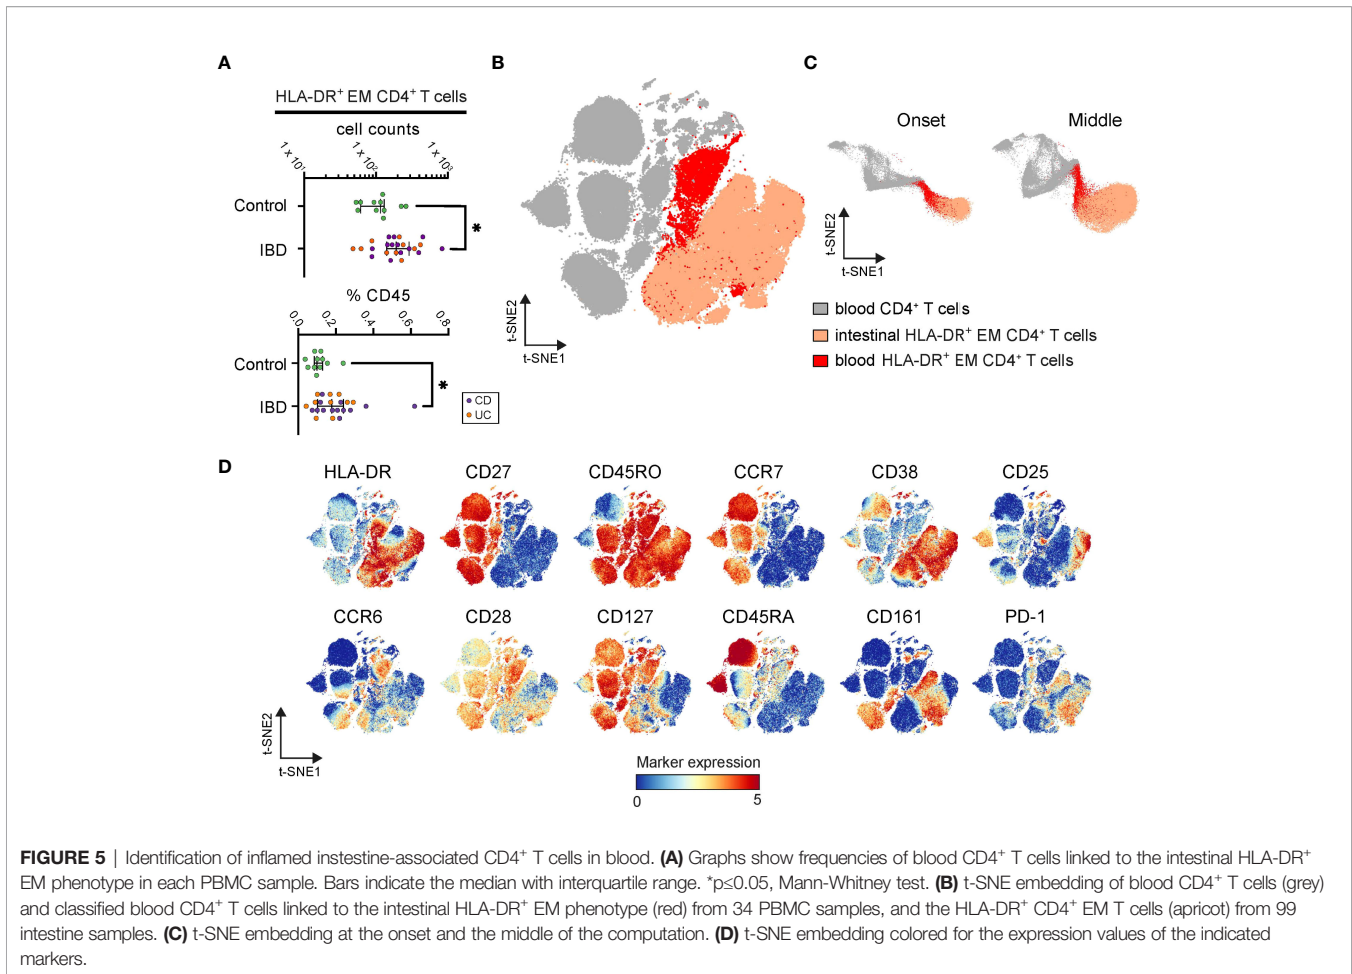 A
HLA-DR⁺ EM CD4⁺ T cells
cell counts
1 x 10¹
1 x 10²
1 x 10³
Control
IBD
*
% CD45
0.0
0.2
0.4
0.6
0.8
Control
IBD
*
CD
UC
B
t-SNE2
t-SNE1
C
Onset
Middle
t-SNE2
t-SNE1
blood CD4⁺ T cells
intestinal HLA-DR⁺ EM CD4⁺ T cells
blood HLA-DR⁺ EM CD4⁺ T cells
D
HLA-DR
CD27
CD45RO
CCR7
CD38
CD25
CCR6
CD28
CD127
CD45RA
CD161
PD-1
t-SNE2
t-SNE1
Marker expression
0
5
FIGURE 5 | Identification of inflamed instestine-associated CD4⁺ T cells in blood. (A) Graphs show frequencies of blood CD4⁺ T cells linked to the intestinal HLA-DR⁺
EM phenotype in each PBMC sample. Bars indicate the median with interquartile range. *p≤0.05, Mann-Whitney test. (B) t-SNE embedding of blood CD4⁺ T cells (grey)
and classified blood CD4⁺ T cells linked to the intestinal HLA-DR⁺ EM phenotype (red) from 34 PBMC samples, and the HLA-DR⁺ CD4⁺ EM T cells (apricot) from 99
intestine samples. (C) t-SNE embedding at the onset and the middle of the computation. (D) t-SNE embedding colored for the expression values of the indicated
markers.